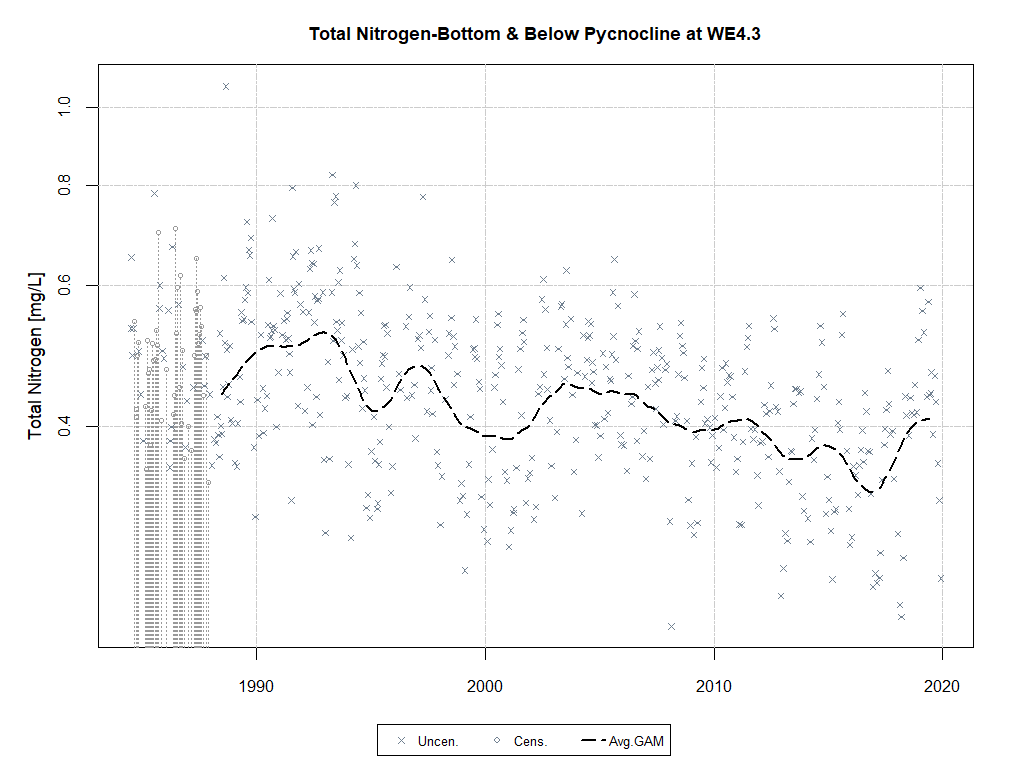 Total Nitrogen-Bottom & Below Pycnocline at WE4.3
Total Nitrogen [mg/L]
1.0
0.8
0.6
0.4
1990 2000 2010 2020
Uncen. Cens. Avg.GAM